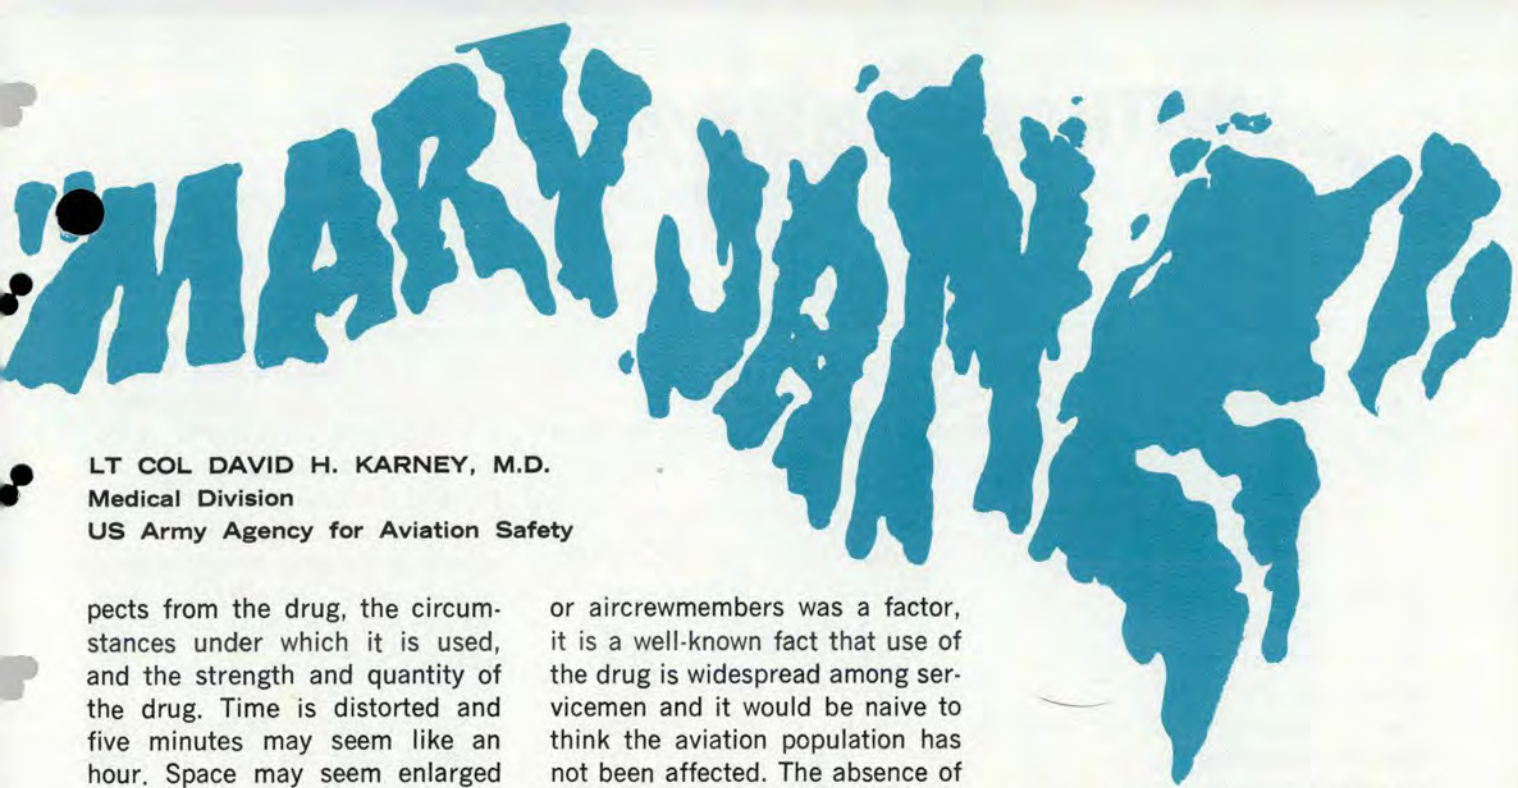 "MARY JANE"
LT COL DAVID H. KARNEY, M.D.
Medical Division
US Army Agency for Aviation Safety
pects from the drug, the circum-
stances under which it is used,
and the strength and quantity of
the drug. Time is distorted and
five minutes may seem like an
hour. Space may seem enlarged
or aircrewmembers was a factor,
it is a well-known fact that use of
the drug is widespread among ser-
vicemen and it would be naive to
think the aviation population has
not been affected. The absence of